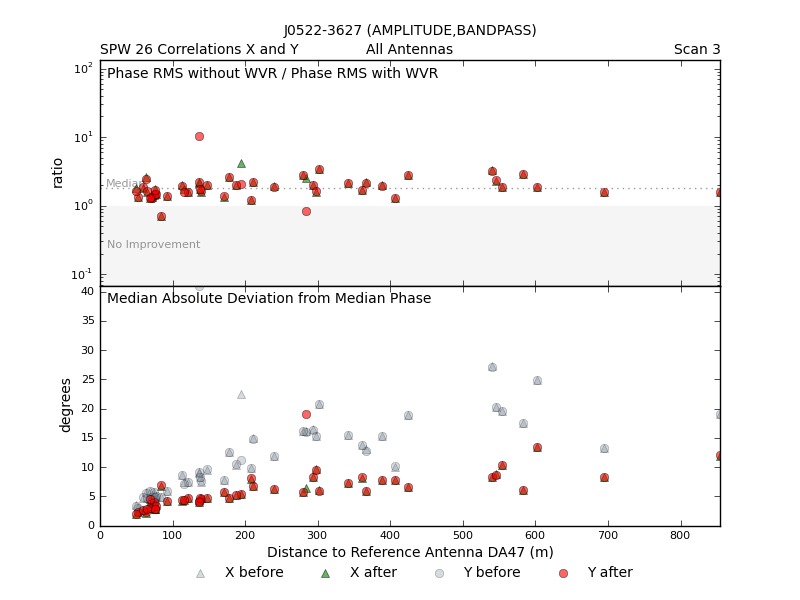 J0522-3627 (AMPLITUDE,BANDPASS)
SPW 26 Correlations X and Y All Antennas Scan 3
Phase RMS without WVR / Phase RMS with WVR
10²
10¹
10⁰
10⁻¹
ratio
Median
No Improvement
Median Absolute Deviation from Median Phase
40
35
30
25
20
15
10
5
0
degrees
0 100 200 300 400 500 600 700 800
Distance to Reference Antenna DA47 (m)
X before X after Y before Y after